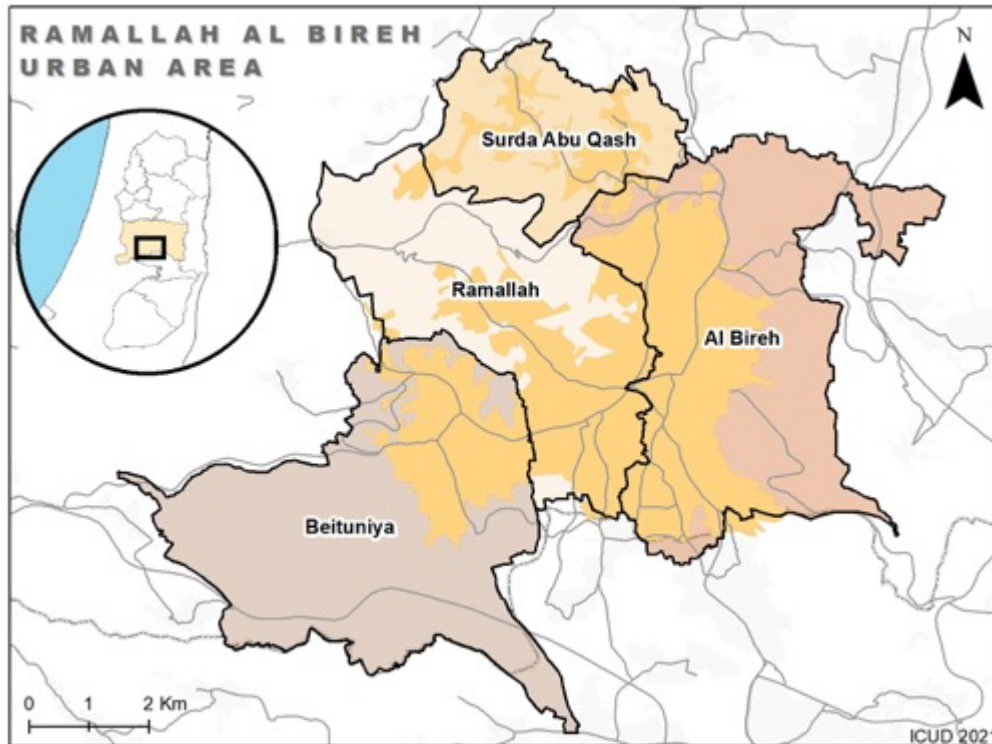 RAMALLAH AL BIREH
URBAN AREA
N
Surda Abu Qash
Ramallah
Al Bireh
Beituniya
0 1 2 Km
ICUD 2021